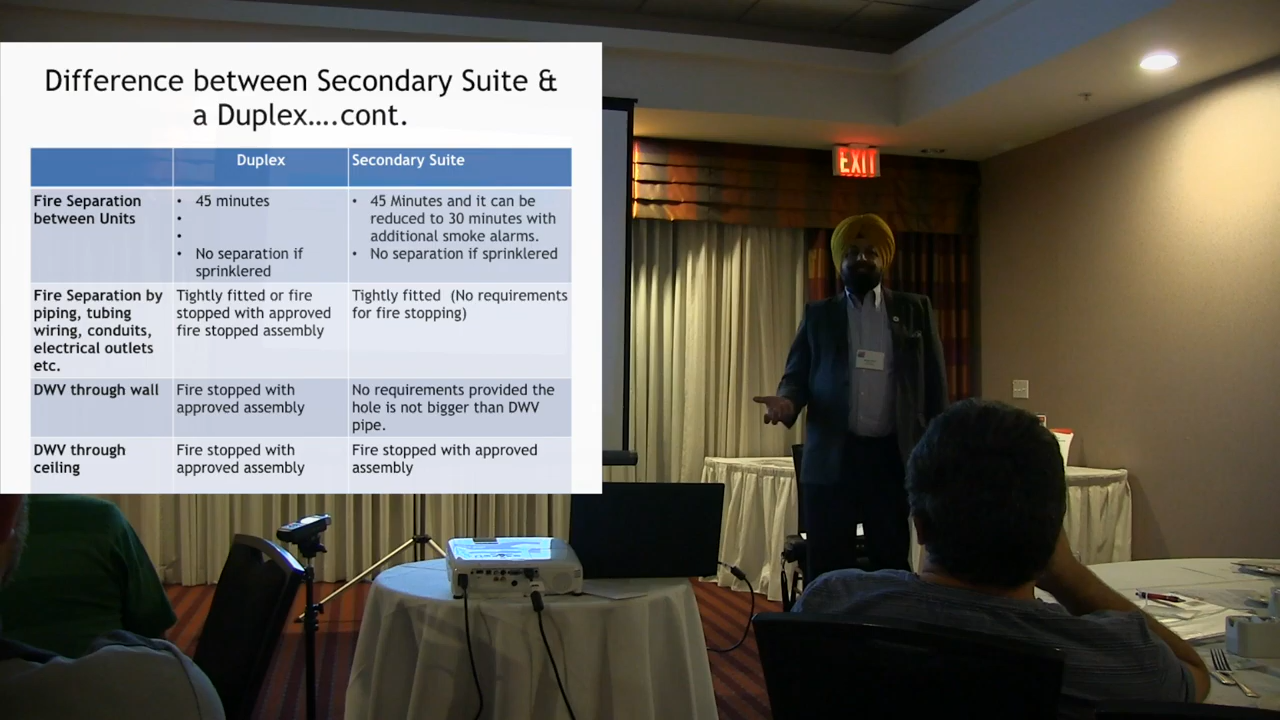 Difference between Secondary Suite &
a Duplex….cont.
Duplex
Secondary Suite
Fire Separation
between Units
• 45 minutes
•
•
• No separation if
sprinklered
• 45 Minutes and it can be
reduced to 30 minutes with
additional smoke alarms.
• No separation if sprinklered
Fire Separation by
piping, tubing
wiring, conduits,
electrical outlets
etc.
Tightly fitted or fire
stopped with approved
fire stopped assembly
Tightly fitted (No requirements
for fire stopping)
DWV through wall
Fire stopped with
approved assembly
No requirements provided the
hole is not bigger than DWV
pipe.
DWV through
ceiling
Fire stopped with
approved assembly
Fire stopped with approved
assembly
EXIT